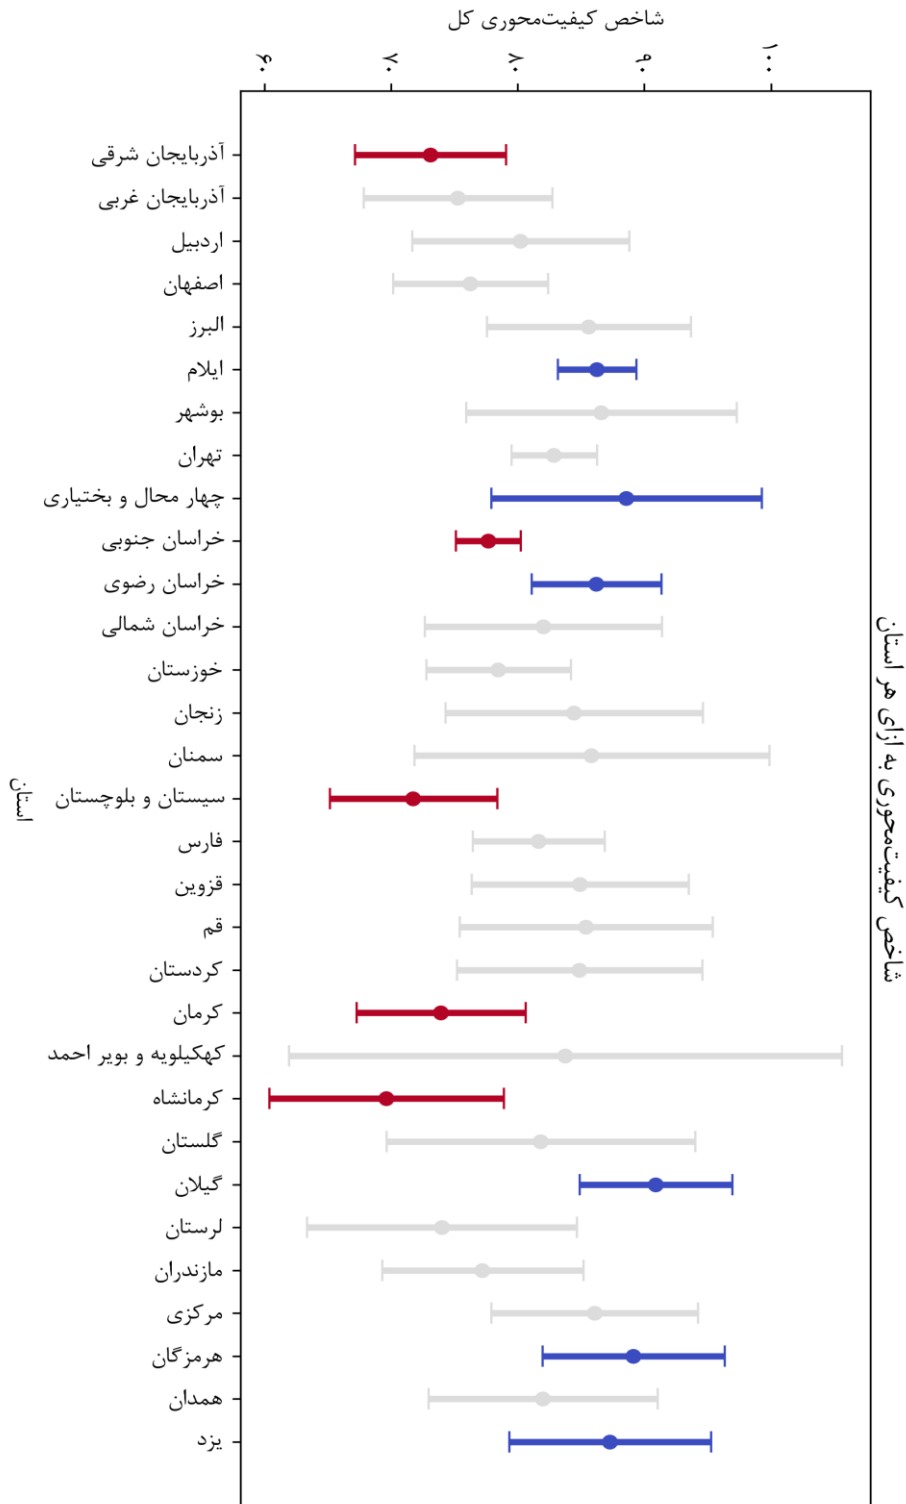 شاخص کیفیت‌محوری کل
۶۰
۷۰
۸۰
۹۰
۱۰۰
آذربایجان شرقی
آذربایجان غربی
اردبیل
اصفهان
البرز
ایلام
بوشهر
تهران
چهار محال و بختیاری
خراسان جنوبی
خراسان رضوی
خراسان شمالی
خوزستان
زنجان
سمنان
سیستان و بلوچستان
فارس
قزوین
قم
کردستان
کرمان
کهکیلویه و بویر احمد
کرمانشاه
گلستان
گیلان
لرستان
مازندران
مرکزی
هرمزگان
همدان
یزد
استان
شاخص کیفیت‌محوری به ازای هر استان